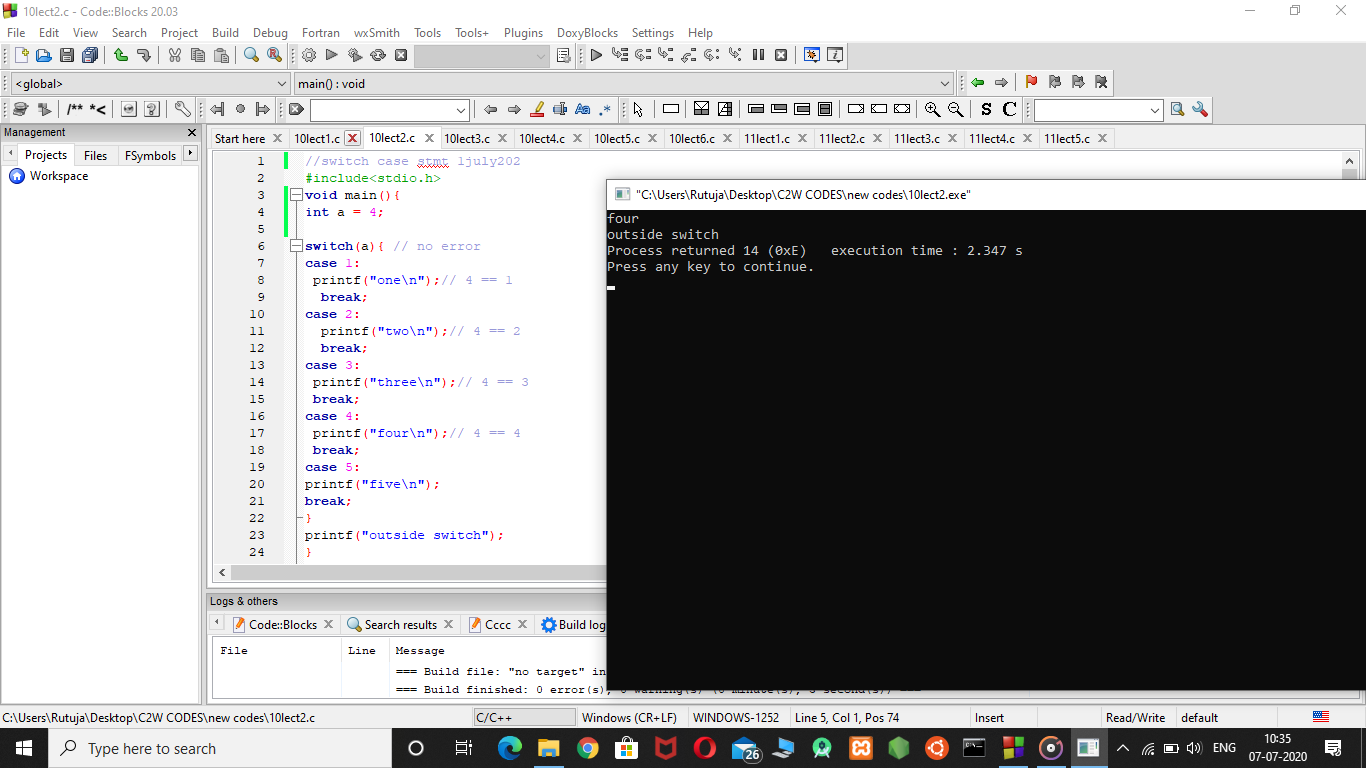 10lect2.c - Code::Blocks 20.03
File Edit View Search Project Build Debug Fortran wxSmith Tools Tools+ Plugins DoxyBlocks Settings Help
<global> main() : void
/** *< Aa .* S C
Management
Projects Files FSymbols
Workspace
Start here 10lect1.c 10lect2.c 10lect3.c 10lect4.c 10lect5.c 10lect6.c 11lect1.c 11lect2.c 11lect3.c 11lect4.c 11lect5.c
1 //switch case stmt 1july202
2 #include<stdio.h>
3 void main(){
4 int a = 4;
5
6 switch(a){ // no error
7 case 1:
8 printf("one\n");// 4 == 1
9 break;
10 case 2:
11 printf("two\n");// 4 == 2
12 break;
13 case 3:
14 printf("three\n");// 4 == 3
15 break;
16 case 4:
17 printf("four\n");// 4 == 4
18 break;
19 case 5:
20 printf("five\n");
21 break;
22 }
23 printf("outside switch");
24 }
"C:\Users\Rutuja\Desktop\C2W CODES\new codes\10lect2.exe"
four
outside switch
Process returned 14 (0xE) execution time : 2.347 s
Press any key to continue.
Logs & others
Code::Blocks Search results Cccc Build log
File Line Message
=== Build file: "no target" in
=== Build finished: 0 error(s),
C:\Users\Rutuja\Desktop\C2W CODES\new codes\10lect2.c C/C++ Windows (CR+LF) WINDOWS-1252 Line 5, Col 1, Pos 74 Insert Read/Write default
Type here to search 26 ENG 10:35
07-07-2020